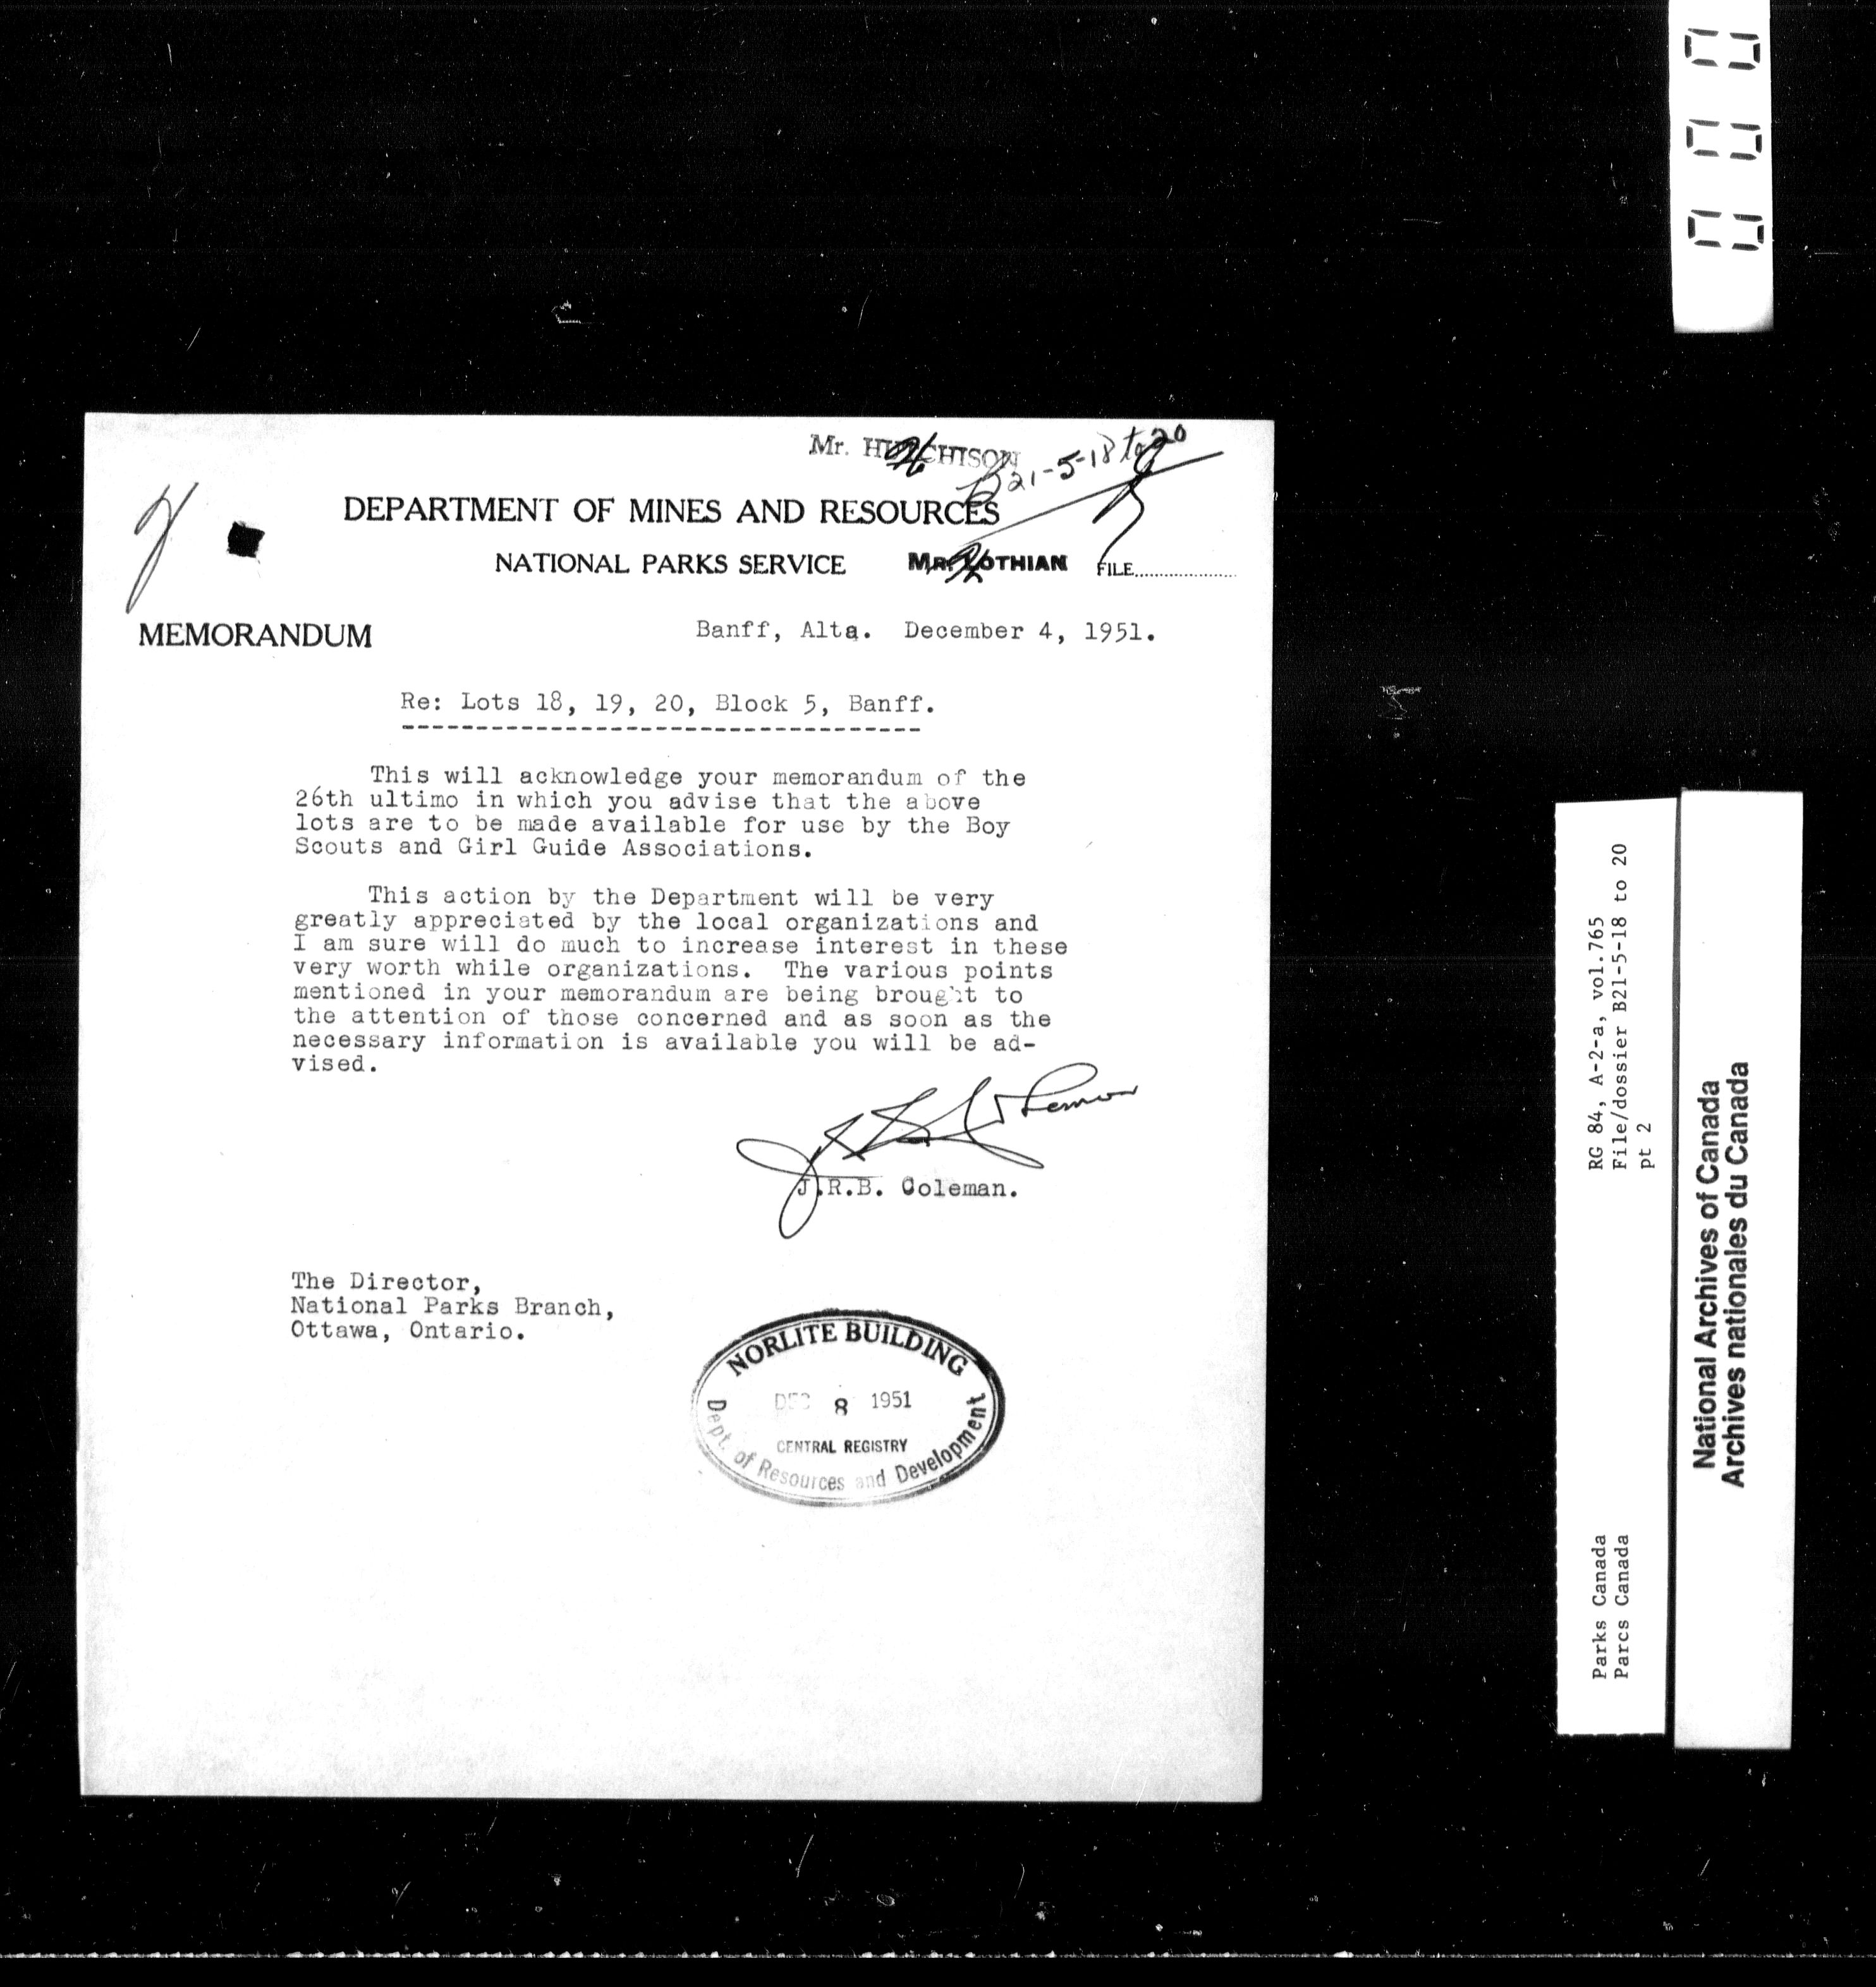 Mr. HUTCHISON
B21-5-18 to 20
DEPARTMENT OF MINES AND RESOURCES
NATIONAL PARKS SERVICE
MR. LOTHIAN
FILE
MEMORANDUM
Banff, Alta. December 4, 1951.
Re: Lots 18, 19, 20, Block 5, Banff.
This will acknowledge your memorandum of the
26th ultimo in which you advise that the above
lots are to be made available for use by the Boy
Scouts and Girl Guide Associations.
This action by the Department will be very
greatly appreciated by the local organizations and
I am sure will do much to increase interest in these
very worth while organizations. The various points
mentioned in your memorandum are being brought to
the attention of those concerned and as soon as the
necessary information is available you will be ad-
vised.
J.R.B. Coleman.
The Director,
National Parks Branch,
Ottawa, Ontario.
NORLITE BUILDING
DEC 8 1951
CENTRAL REGISTRY
Dept. of Resources and Development
RG 84, A-2-a, vol.765
File/dossier B21-5-18 to 20
pt 2
Parks Canada
Parcs Canada
National Archives of Canada
Archives nationales du Canada